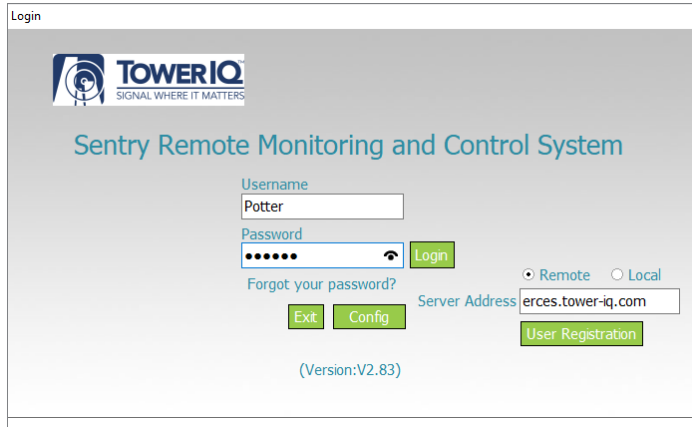 Login
TOWERIQ
SIGNAL WHERE IT MATTERS
Sentry Remote Monitoring and Control System
Username
Potter
Password
●●●●●●
Login
Forgot your password?
Remote Local
Server Address erces.tower-iq.com
Exit Config
User Registration
(Version:V2.83)